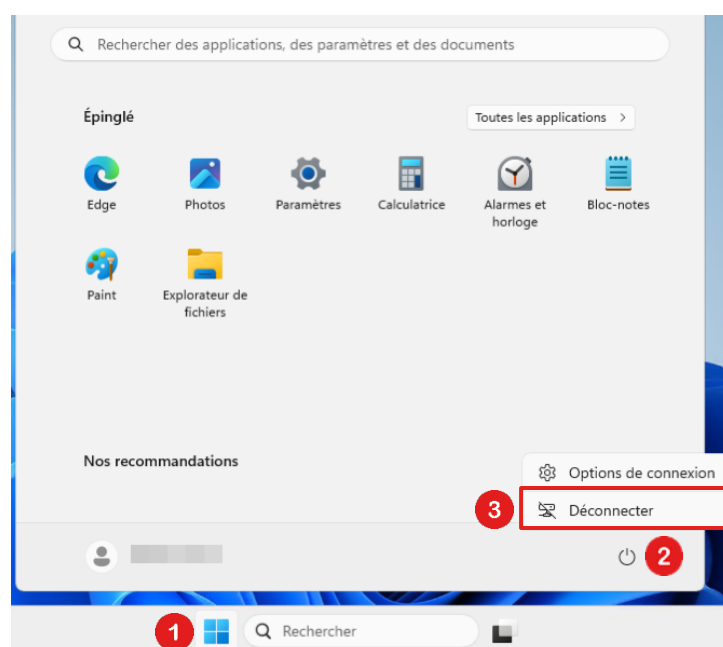 Rechercher des applications, des paramètres et des documents
Épinglé
Toutes les applications >
Edge
Photos
Paramètres
Calculatrice
Alarmes et
horloge
Bloc-notes
Paint
Explorateur de
fichiers
Nos recommandations
Options de connexion
3
Déconnecter
2
1
Rechercher